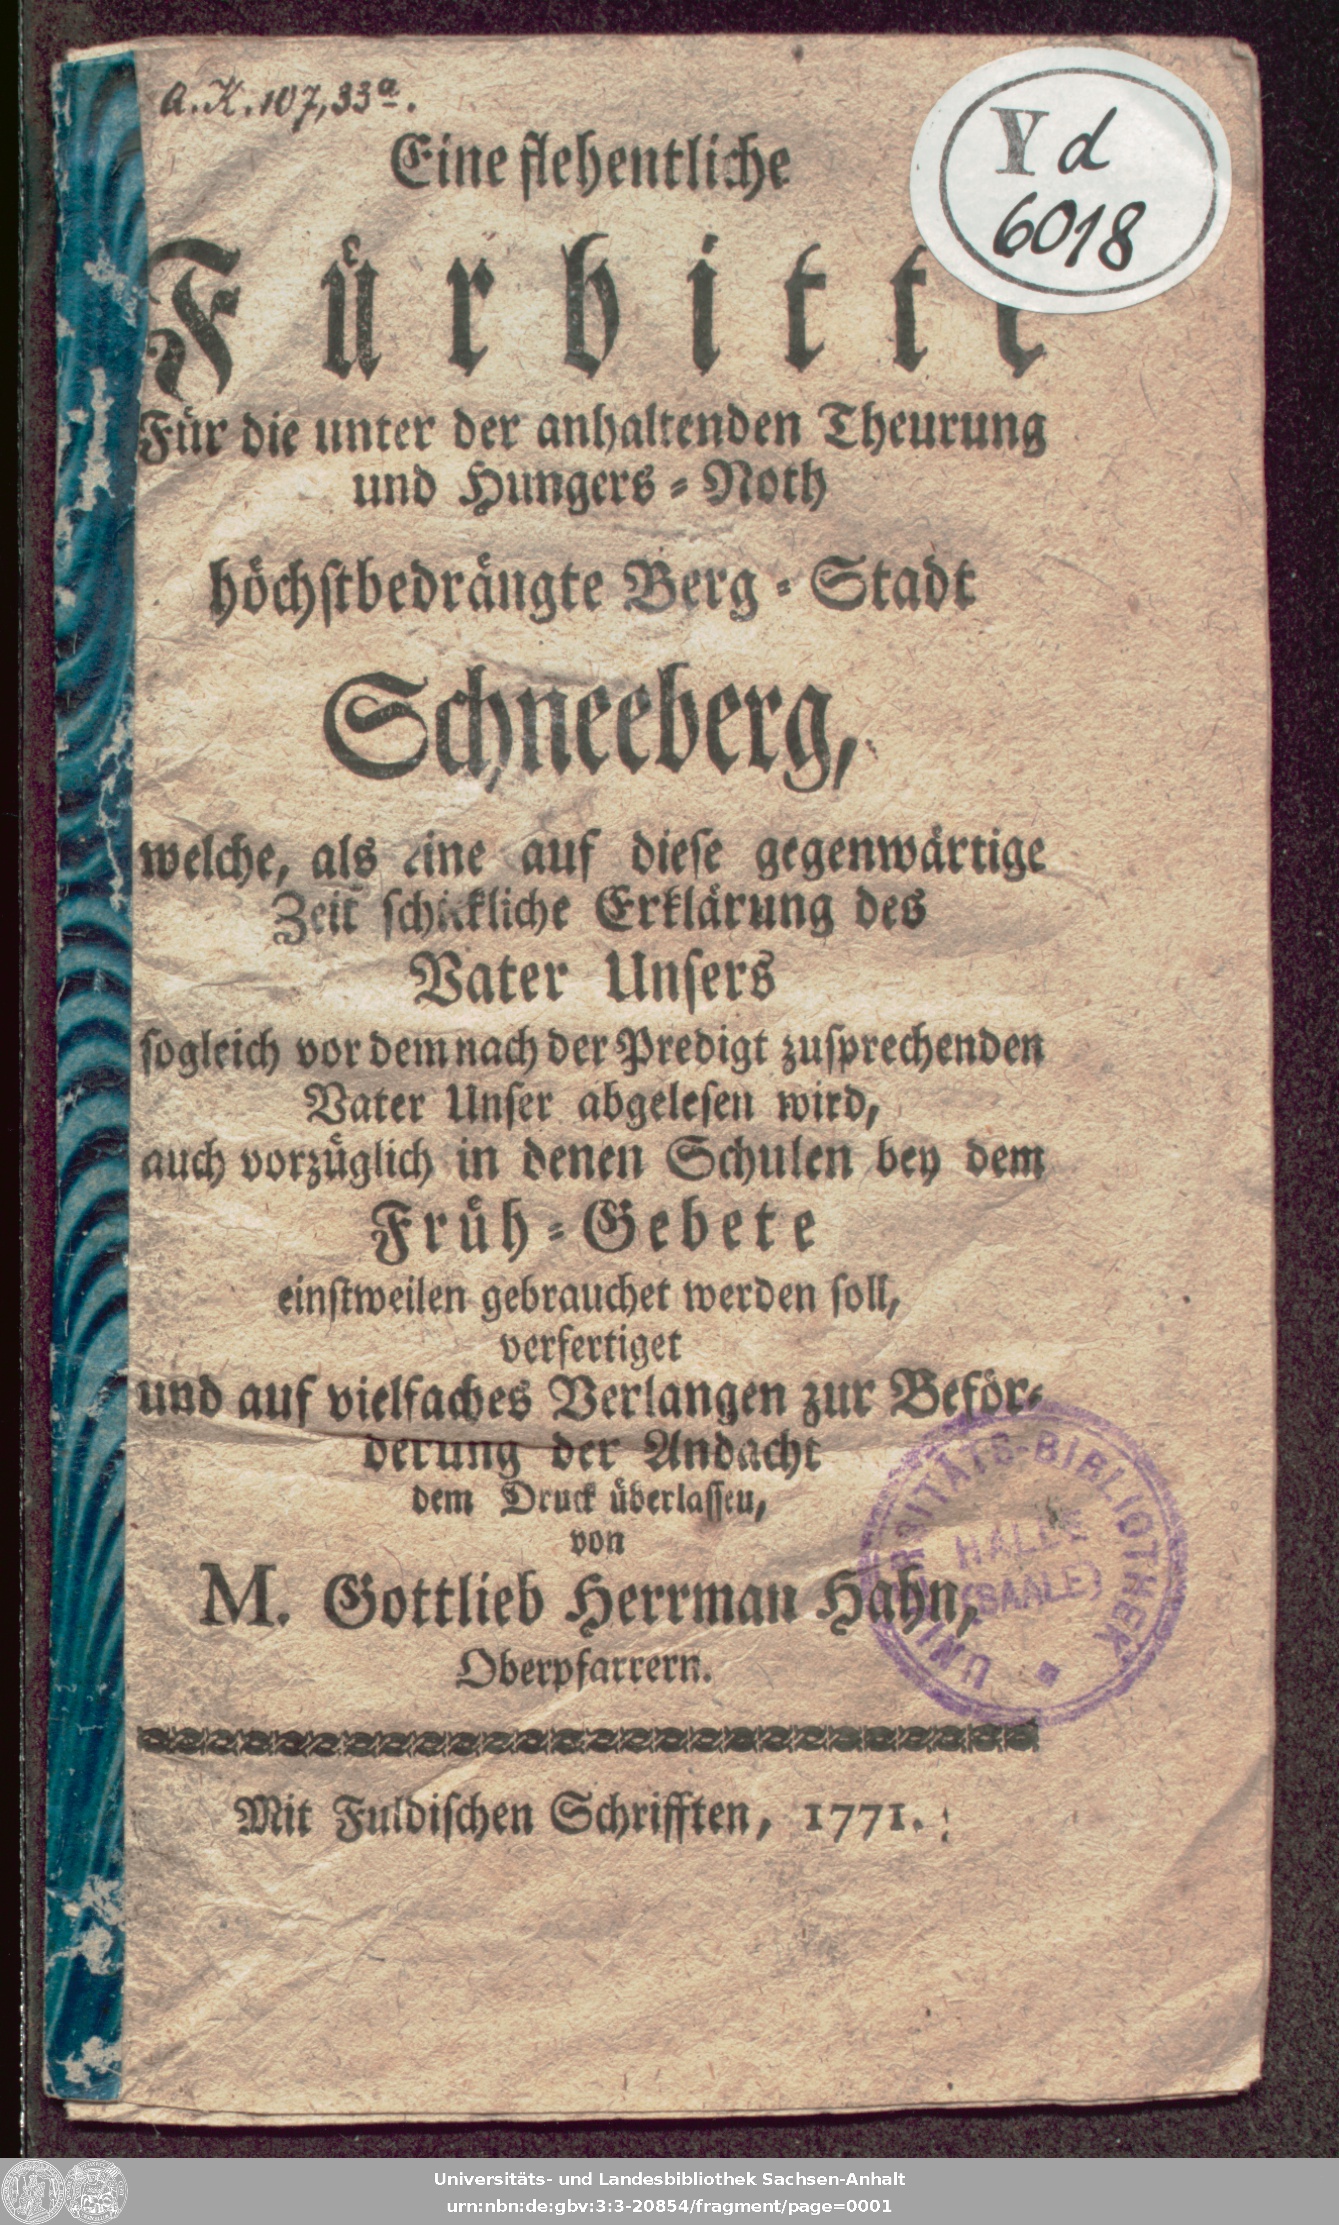 a. K. 107, 33a.
Yd
6018
Eine flehentliche
Fürbitte
Für die unter der anhaltenden Theurung
und Hungers-Noth
höchſtbedrängte Berg-Stadt
Schneeberg,
welche, als eine auf dieſe gegenwärtige
Zeit ſchickliche Erklärung des
Vater Unſers
ſogleich vor dem nach der Predigt zuſprechenden
Vater Unſer abgeleſen wird,
auch vorzüglich in denen Schulen bey dem
Früh-Gebete
einſtweilen gebrauchet werden ſoll,
verfertiget
und auf vielfaches Verlangen zur Beför-
derung der Andacht
dem Druck überlaſſen,
von
M. Gottlieb Herrman Hahn,
Oberpfarrern.
UNIVERSITÄTS-BIBLIOTHEK
HALLE
(SAALE)
Mit Fuldiſchen Schrifften, 1771.
Universitäts- und Landesbibliothek Sachsen-Anhalt
urn:nbn:de:gbv:3:3-20854/fragment/page=0001